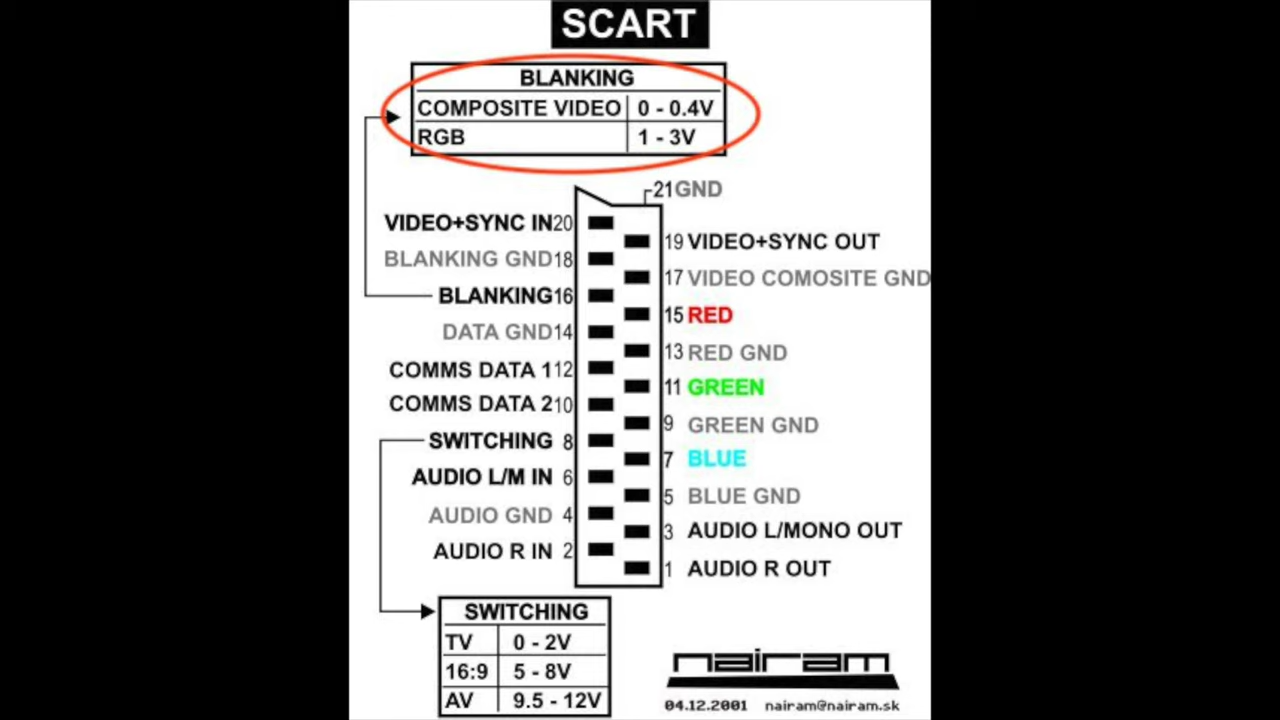 SCART
BLANKING
COMPOSITE VIDEO 0 - 0.4V
RGB 1 - 3V
21 GND
VIDEO+SYNC IN 20
19 VIDEO+SYNC OUT
BLANKING GND 18
17 VIDEO COMOSITE GND
BLANKING 16
15 RED
DATA GND 14
13 RED GND
COMMS DATA 1 12
11 GREEN
COMMS DATA 2 10
9 GREEN GND
SWITCHING 8
7 BLUE
AUDIO L/M IN 6
5 BLUE GND
AUDIO GND 4
3 AUDIO L/MONO OUT
AUDIO R IN 2
1 AUDIO R OUT
SWITCHING
TV 0 - 2V
16:9 5 - 8V
AV 9.5 - 12V
nairam
04.12.2001 nairam@nairam.sk